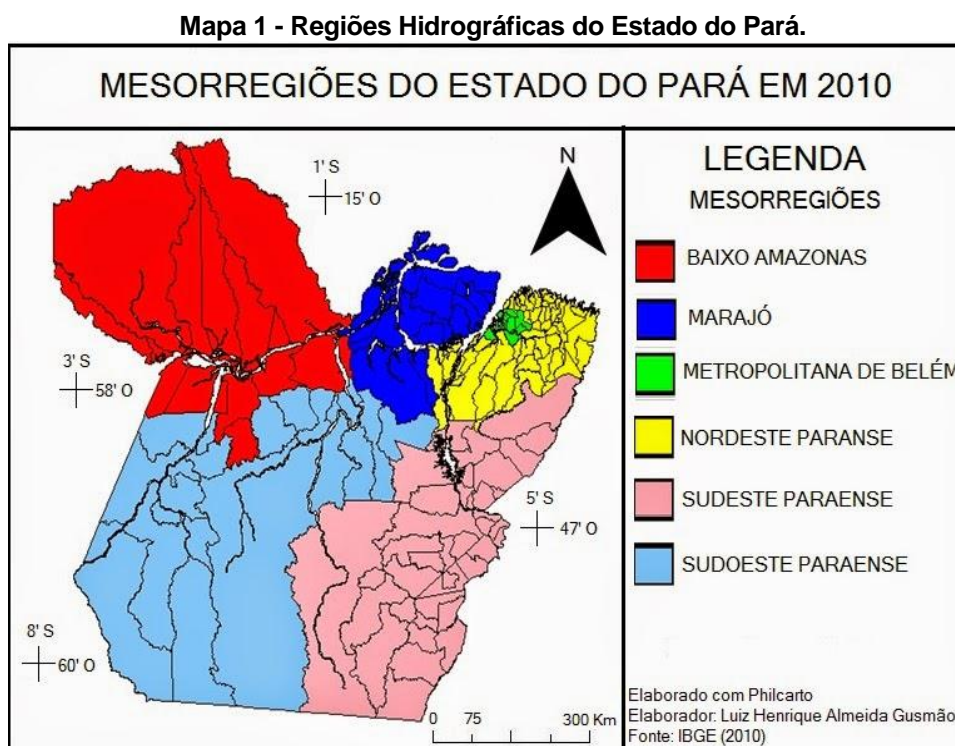 Mapa 1 - Regiões Hidrográficas do Estado do Pará.
MESORREGIÕES DO ESTADO DO PARÁ EM 2010
1' S
15' O
N
3' S
58' O
5' S
47' O
8' S
60' O
0 75 300 Km
LEGENDA
MESORREGIÕES
BAIXO AMAZONAS
MARAJÓ
METROPOLITANA DE BELÉM
NORDESTE PARANSE
SUDESTE PARAENSE
SUDOESTE PARAENSE
Elaborado com Philcarto
Elaborador: Luiz Henrique Almeida Gusmão
Fonte: IBGE (2010)